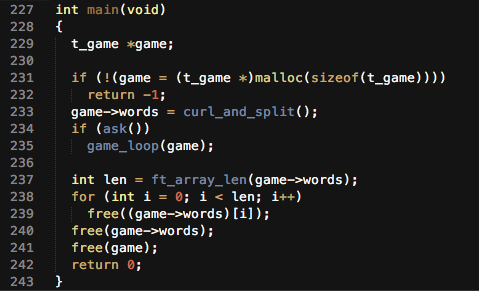 227 int main(void)
228 {
229   t_game *game;
230
231   if (!(game = (t_game *)malloc(sizeof(t_game))))
232     return -1;
233   game->words = curl_and_split();
234   if (ask())
235     game_loop(game);
236
237   int len = ft_array_len(game->words);
238   for (int i = 0; i < len; i++)
239     free((game->words)[i]);
240   free(game->words);
241   free(game);
242   return 0;
243 }